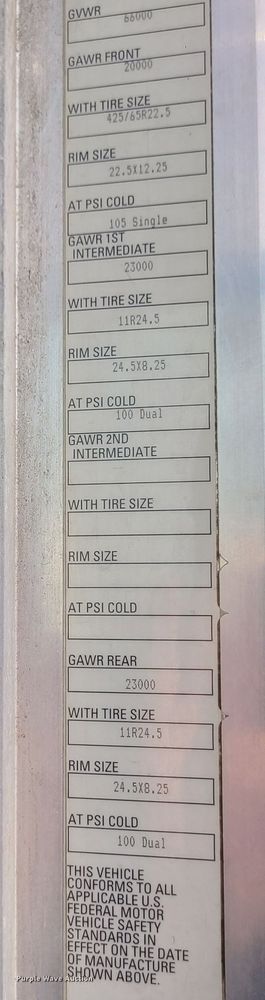 GVWR
66000
GAWR FRONT
20000
WITH TIRE SIZE
425/65R22.5
RIM SIZE
22.5X12.25
AT PSI COLD
105 Single
GAWR 1ST
INTERMEDIATE
23000
WITH TIRE SIZE
11R24.5
RIM SIZE
24.5X8.25
AT PSI COLD
100 Dual
GAWR 2ND
INTERMEDIATE
WITH TIRE SIZE
RIM SIZE
AT PSI COLD
GAWR REAR
23000
WITH TIRE SIZE
11R24.5
RIM SIZE
24.5X8.25
AT PSI COLD
100 Dual
THIS VEHICLE
CONFORMS TO ALL
APPLICABLE U.S.
FEDERAL MOTOR
VEHICLE SAFETY
STANDARDS IN
EFFECT ON THE DATE
OF MANUFACTURE
SHOWN ABOVE.
Purple Wave Auction